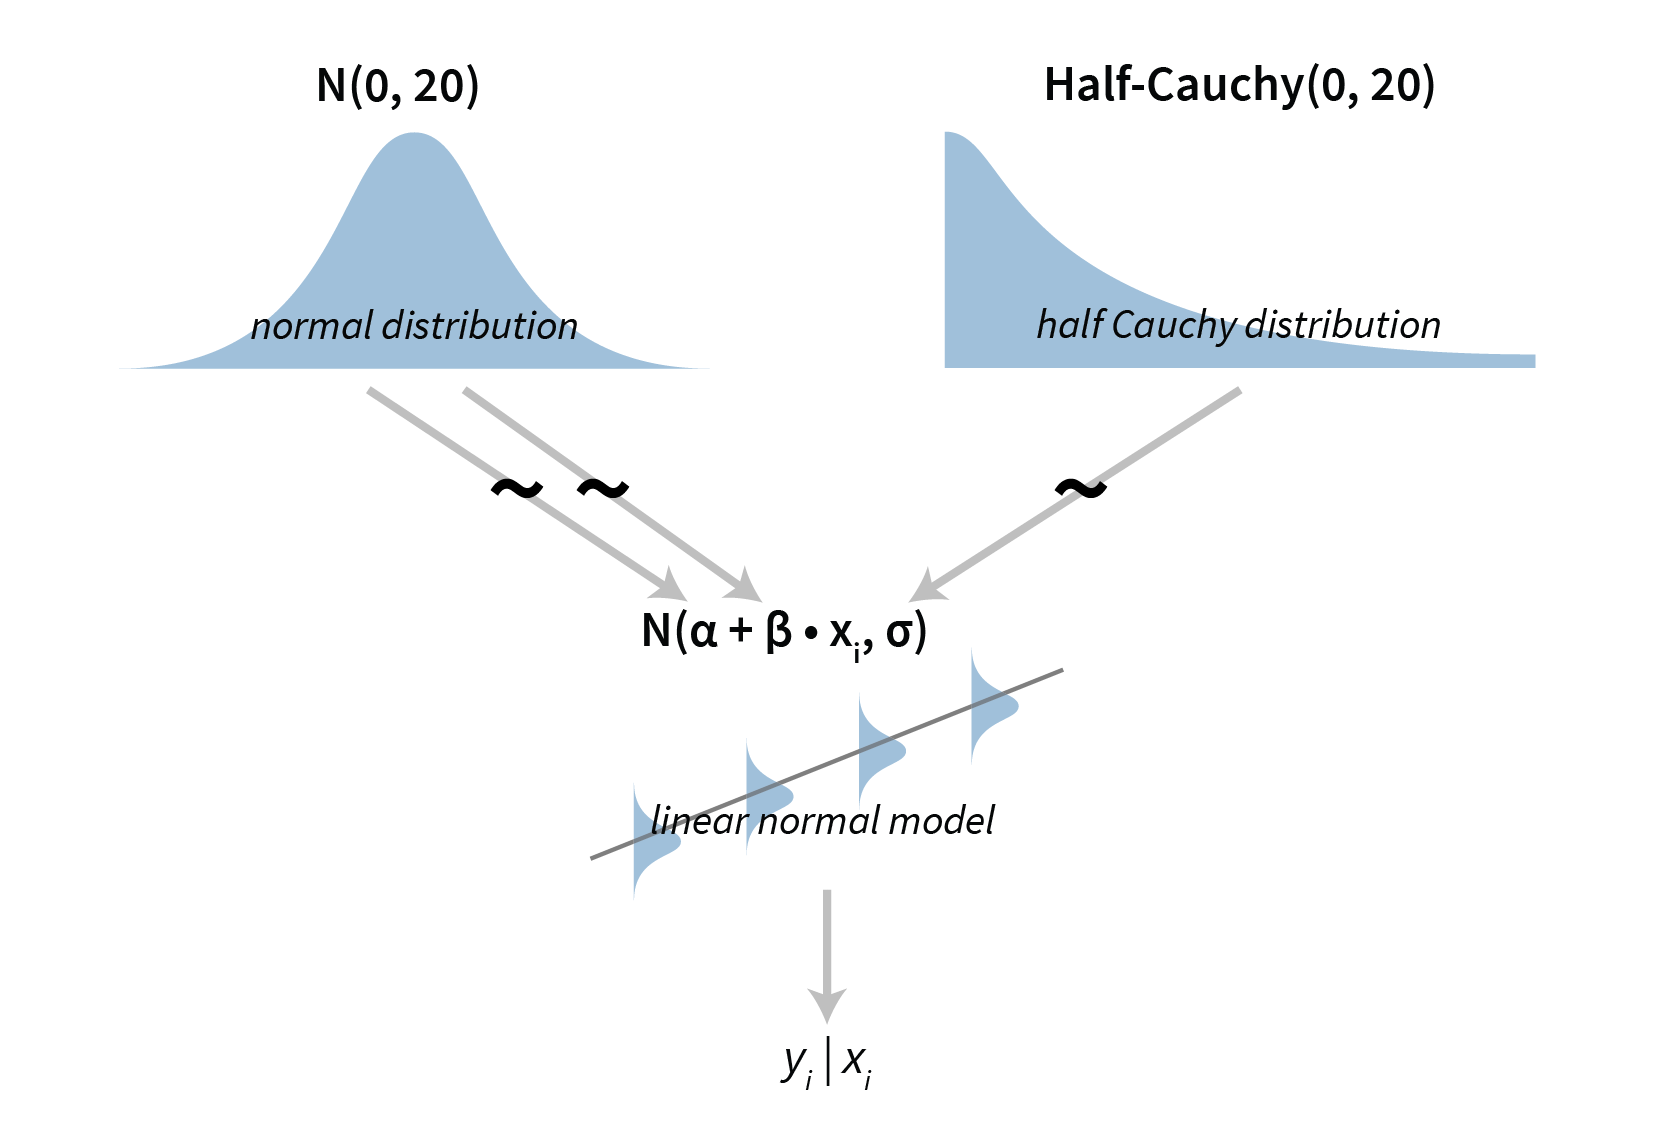 N(0, 20)
Half-Cauchy(0, 20)
normal distribution
half Cauchy distribution
~ ~ ~
N(α + β • xᵢ, σ)
linear normal model
yᵢ | xᵢ